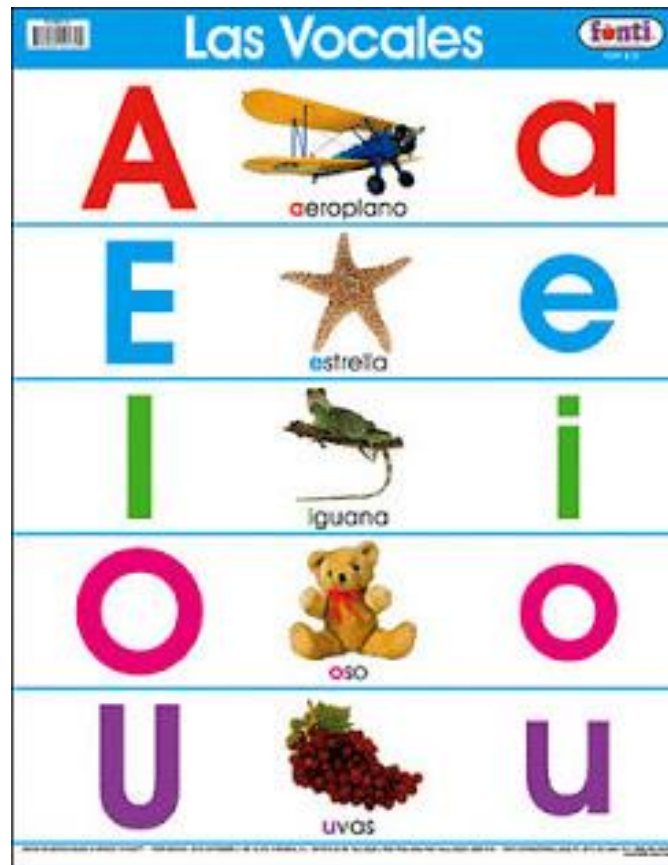 Las Vocales
fonti
A a
aeroplano
E e
estrella
I i
iguana
O o
oso
U u
uvas